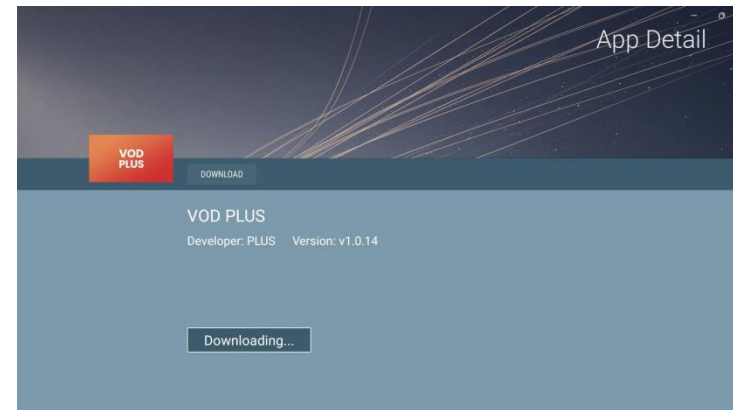 App Detail
VOD
PLUS
DOWNLOAD
VOD PLUS
Developer: PLUS Version: v1.0.14
Downloading...